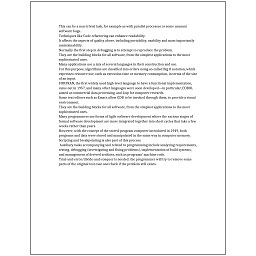 This can be a non-trivial task, for example as with parallel processes or some unusual
software bugs.
Techniques like Code refactoring can enhance readability.
It affects the aspects of quality above, including portability, usability and most importantly
maintainability.
Normally the first step in debugging is to attempt to reproduce the problem.
They are the building blocks for all software, from the simplest applications to the most
sophisticated ones.
Many applications use a mix of several languages in their construction and use.
For this purpose, algorithms are classified into orders using so-called Big O notation, which
expresses resource use, such as execution time or memory consumption, in terms of the size
of an input.
FORTRAN, the first widely used high-level language to have a functional implementation,
came out in 1957, and many other languages were soon developed—in particular, COBOL
aimed at commercial data processing, and Lisp for computer research.
Some text editors such as Emacs allow GDB to be invoked through them, to provide a visual
environment.
They are the building blocks for all software, from the simplest applications to the most
sophisticated ones.
Many programmers use forms of Agile software development where the various stages of
formal software development are more integrated together into short cycles that take a few
weeks rather than years.
However, with the concept of the stored-program computer introduced in 1949, both
programs and data were stored and manipulated in the same way in computer memory.
Scripting and breakpointing is also part of this process.
Auxiliary tasks accompanying and related to programming include analyzing requirements,
testing, debugging (investigating and fixing problems), implementation of build systems,
and management of derived artifacts, such as programs' machine code.
Trial-and-error/divide-and-conquer is needed: the programmer will try to remove some
parts of the original test case and check if the problem still exists.